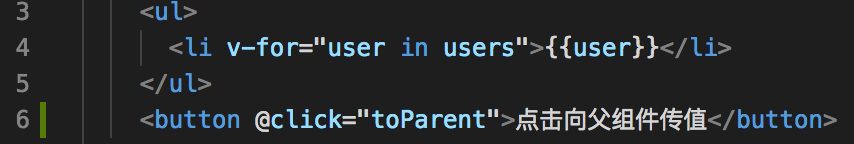 3 <ul>
4 <li v-for="user in users">{{user}}</li>
5 </ul>
6 <button @click="toParent">点击向父组件传值</button>